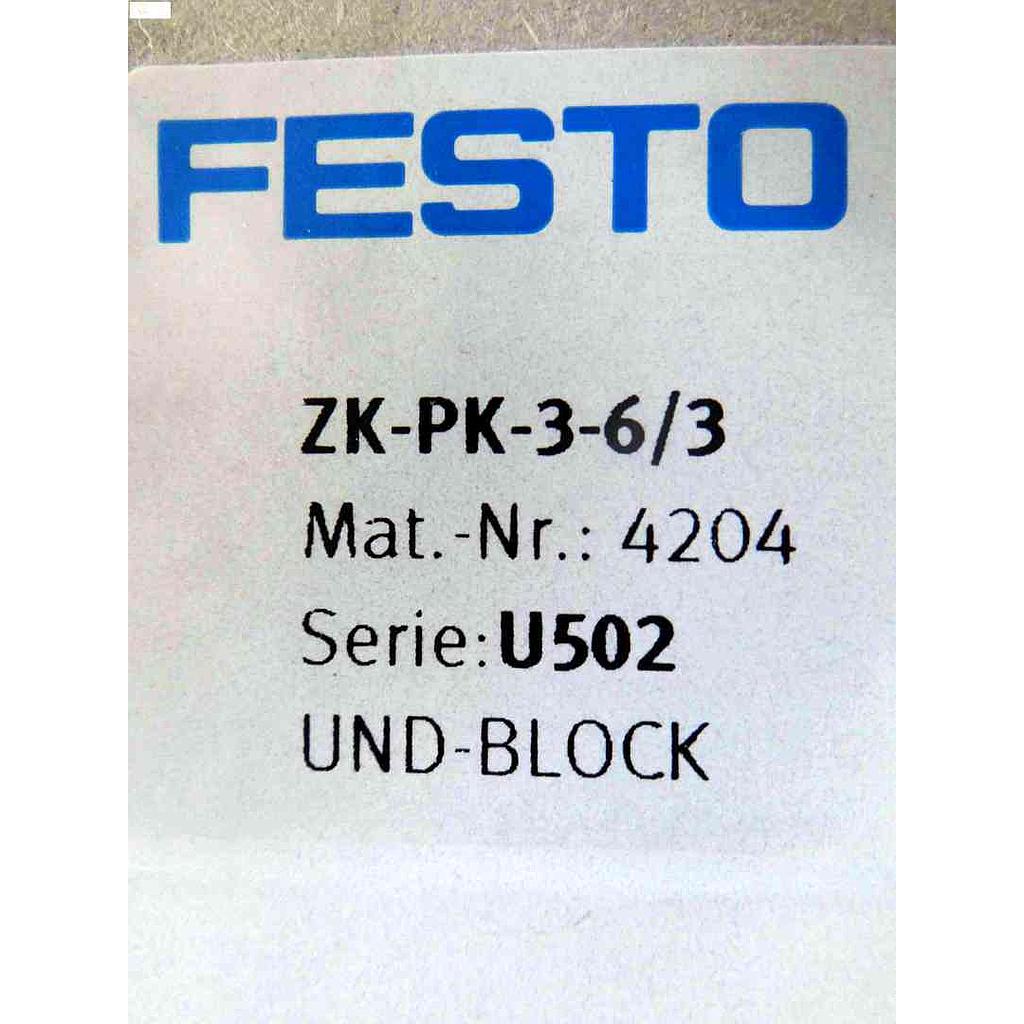 FESTO
ZK-PK-3-6/3
Mat.-Nr.: 4204
Serie: U502
UND-BLOCK